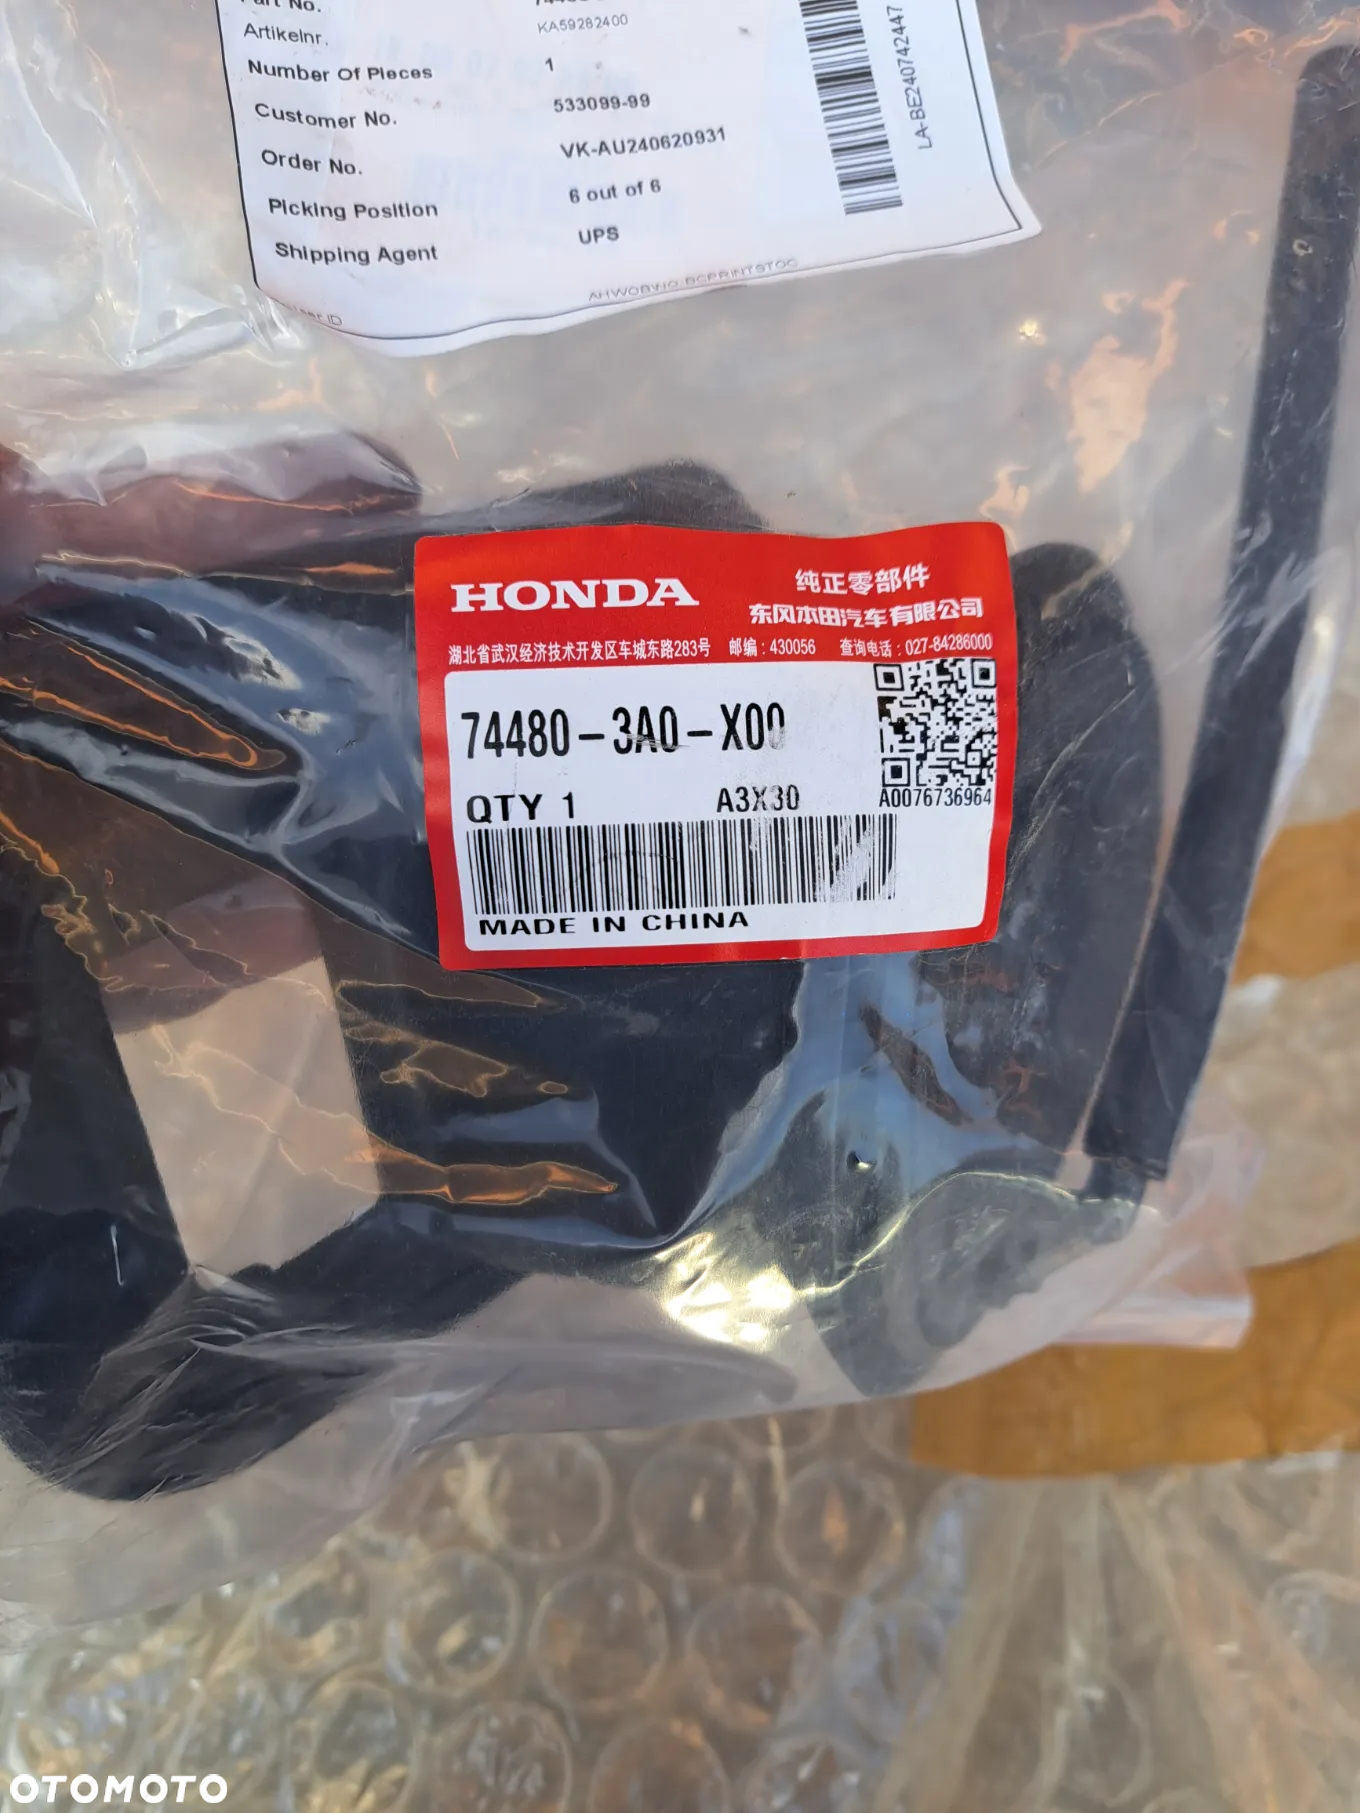 Part No.
Artikelnr.
KA59282400
Number Of Pieces
1
Customer No.
533099-99
Order No.
VK-AU240620931
Picking Position
6 out of 6
Shipping Agent
UPS
LA-BE240742447
HONDA
纯正零部件
东风本田汽车有限公司
湖北省武汉经济技术开发区车城东路283号 邮编：430056 查询电话：027-84286000
74480-3A0-X00
QTY 1
A3X30
A0076736964
MADE IN CHINA
OTOMOTO